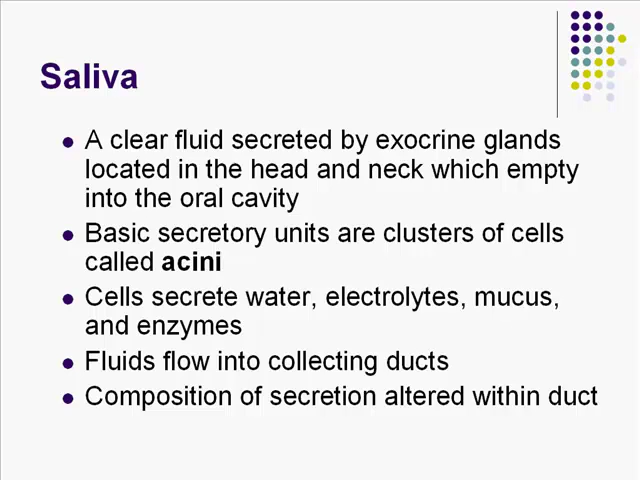 Saliva
A clear fluid secreted by exocrine glands
located in the head and neck which empty
into the oral cavity
Basic secretory units are clusters of cells
called acini
Cells secrete water, electrolytes, mucus,
and enzymes
Fluids flow into collecting ducts
Composition of secretion altered within duct